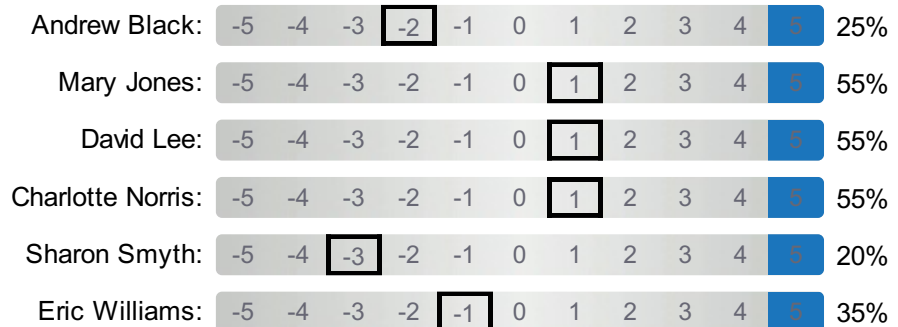 Andrew Black: -5 -4 -3 -2 -1 0 1 2 3 4 5 25%
Mary Jones: -5 -4 -3 -2 -1 0 1 2 3 4 5 55%
David Lee: -5 -4 -3 -2 -1 0 1 2 3 4 5 55%
Charlotte Norris: -5 -4 -3 -2 -1 0 1 2 3 4 5 55%
Sharon Smyth: -5 -4 -3 -2 -1 0 1 2 3 4 5 20%
Eric Williams: -5 -4 -3 -2 -1 0 1 2 3 4 5 35%